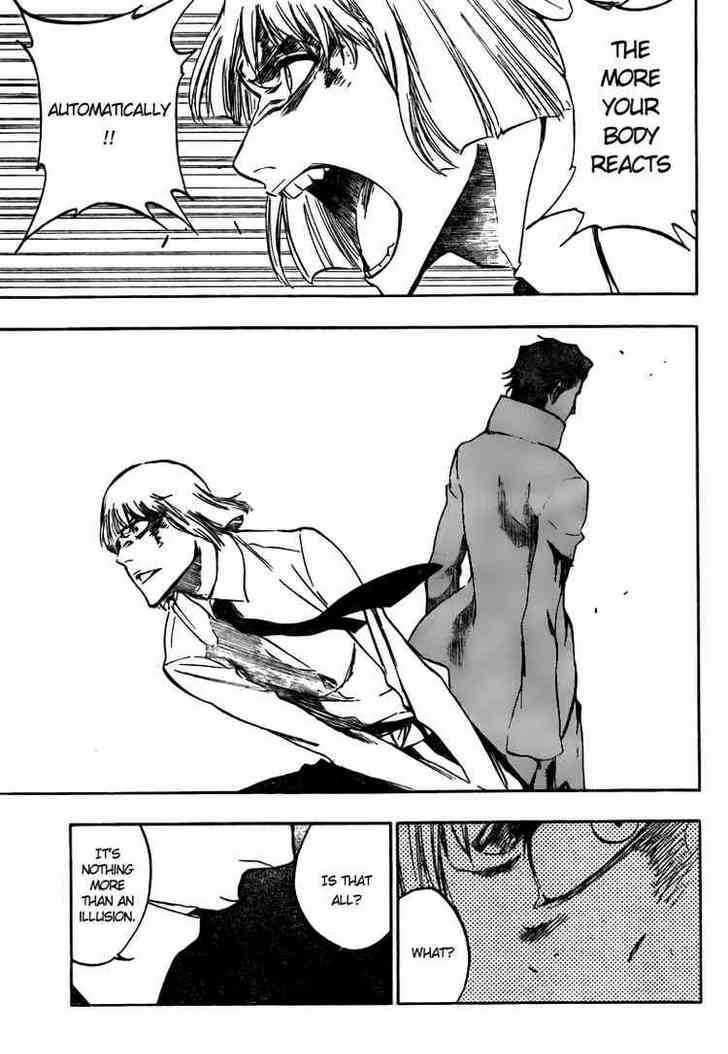 THE
MORE
YOUR
BODY
REACTS
AUTOMATICALLY
!!
WHAT?
IS THAT
ALL?
IT'S
NOTHING
MORE
THAN AN
ILLUSION.